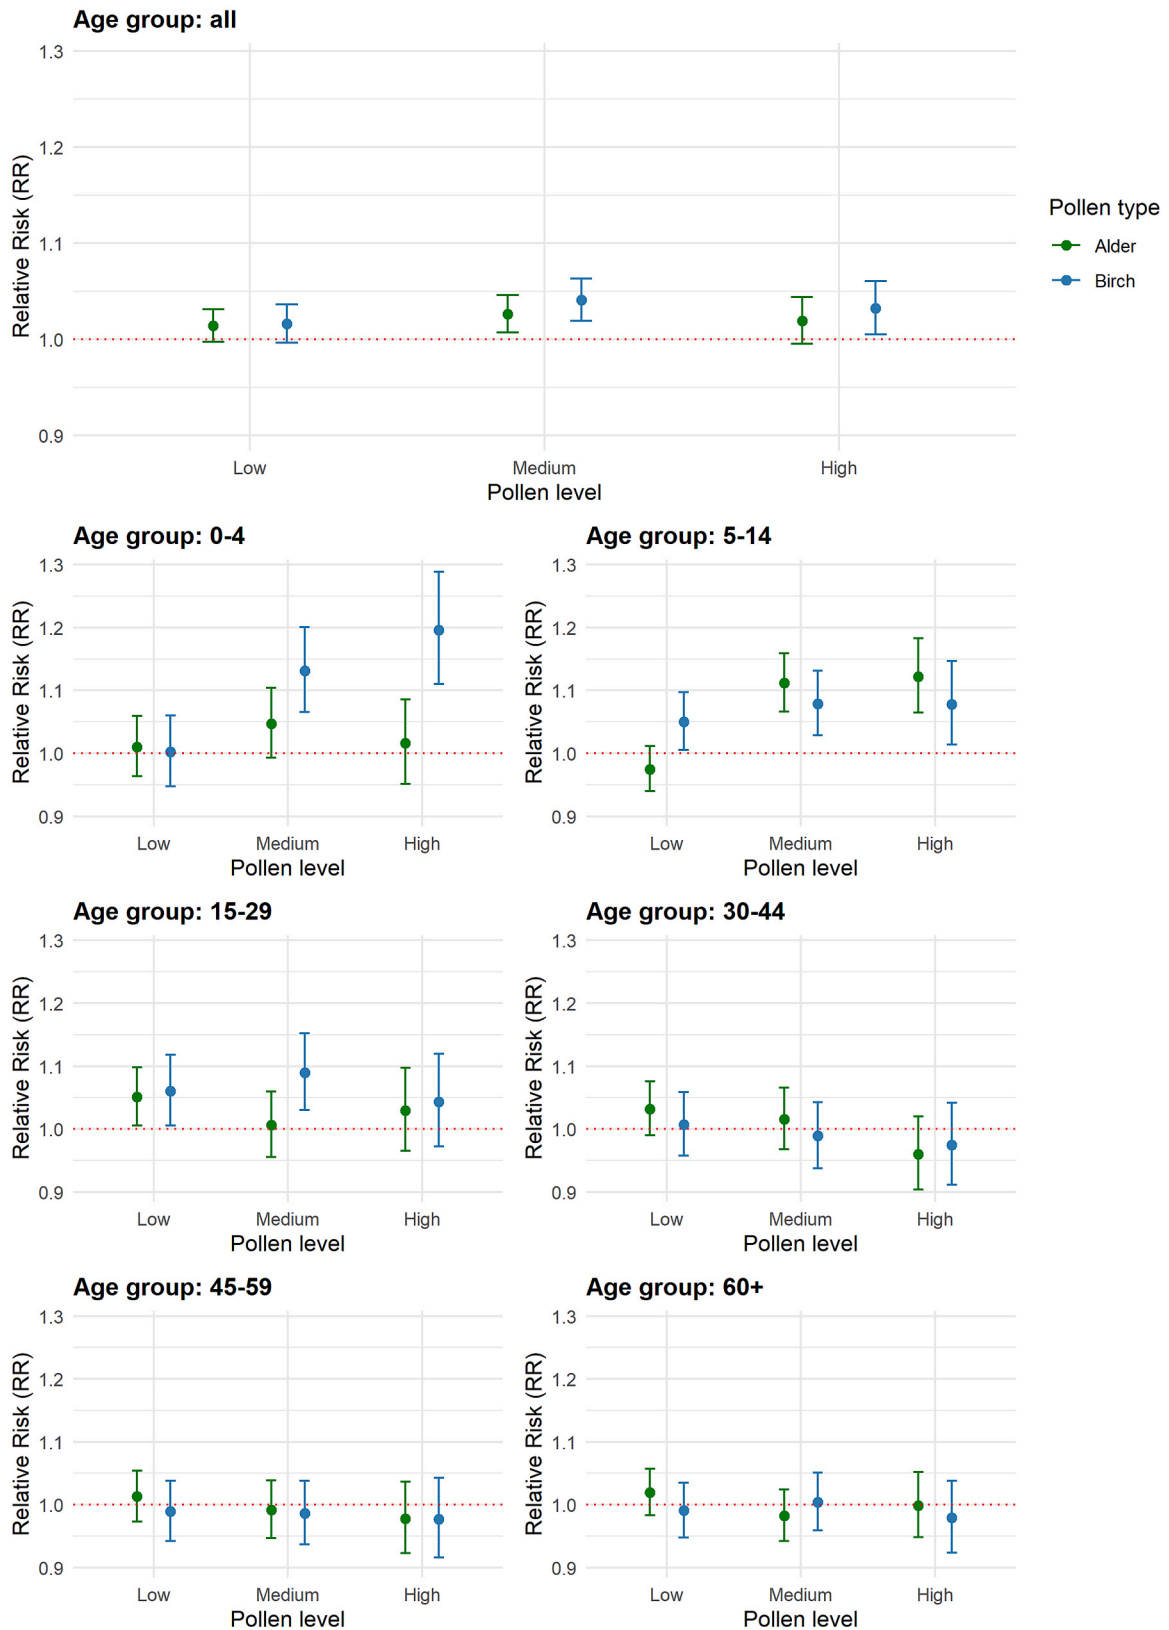 Age group: all
1.3
1.2
1.1
1.0
0.9
Relative Risk (RR)
Low Medium High
Pollen level
Pollen type
Alder
Birch
Age group: 0-4
1.3
1.2
1.1
1.0
0.9
Relative Risk (RR)
Low Medium High
Pollen level
Age group: 5-14
1.3
1.2
1.1
1.0
0.9
Relative Risk (RR)
Low Medium High
Pollen level
Age group: 15-29
1.3
1.2
1.1
1.0
0.9
Relative Risk (RR)
Low Medium High
Pollen level
Age group: 30-44
1.3
1.2
1.1
1.0
0.9
Relative Risk (RR)
Low Medium High
Pollen level
Age group: 45-59
1.3
1.2
1.1
1.0
0.9
Relative Risk (RR)
Low Medium High
Pollen level
Age group: 60+
1.3
1.2
1.1
1.0
0.9
Relative Risk (RR)
Low Medium High
Pollen level